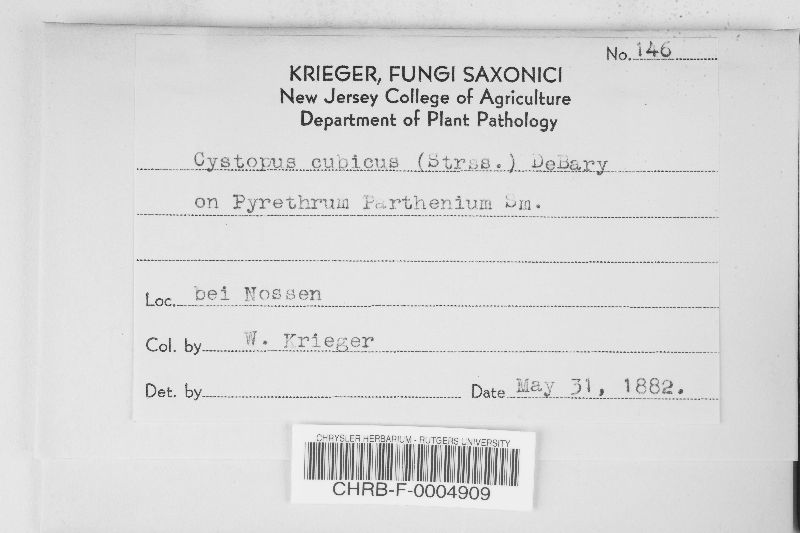 No. 146
KRIEGER, FUNGI SAXONICI
New Jersey College of Agriculture
Department of Plant Pathology
Cystopus cubicus (Strss.) DeBary
on Pyrethrum Parthenium Sm.
Loc. bei Nossen
Col. by W. Krieger
Det. by
Date May 31, 1882.
CHRYSLER HERBARIUM - RUTGERS UNIVERSITY
CHRB-F-0004909